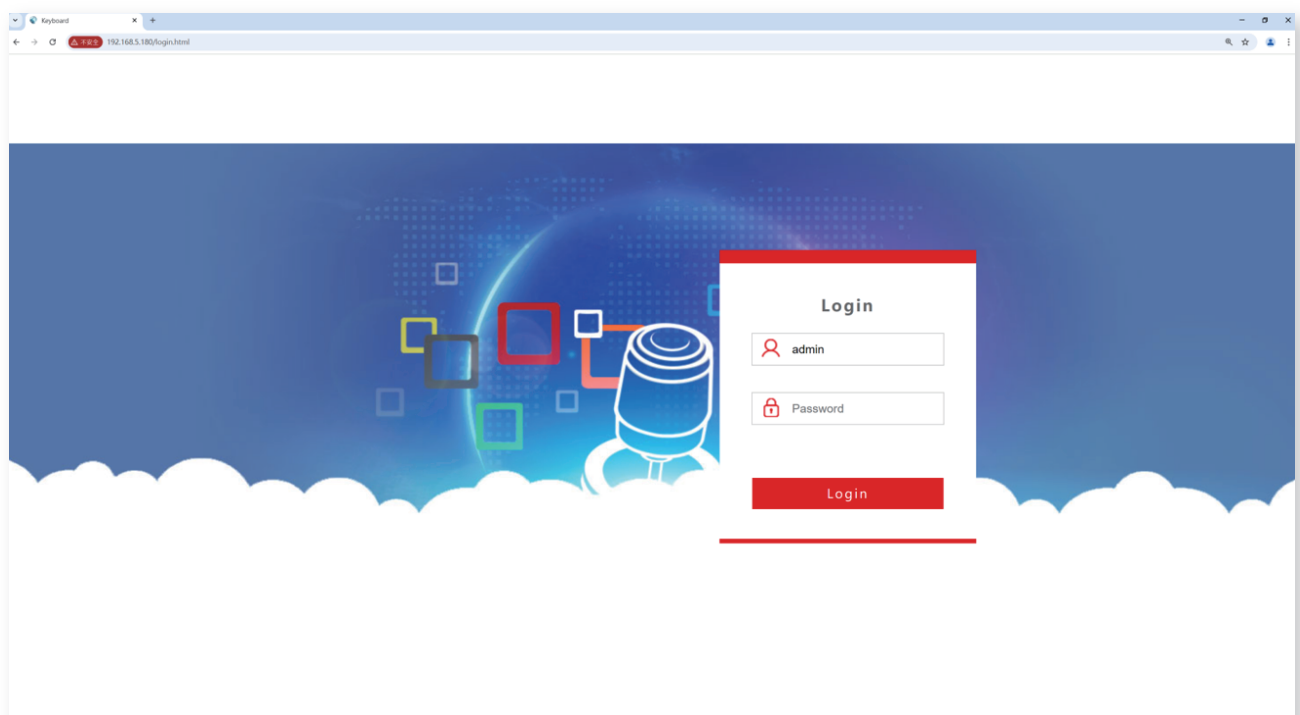 Keyboard
不安全 192.168.5.180/login.html
Login
admin
Password
Login